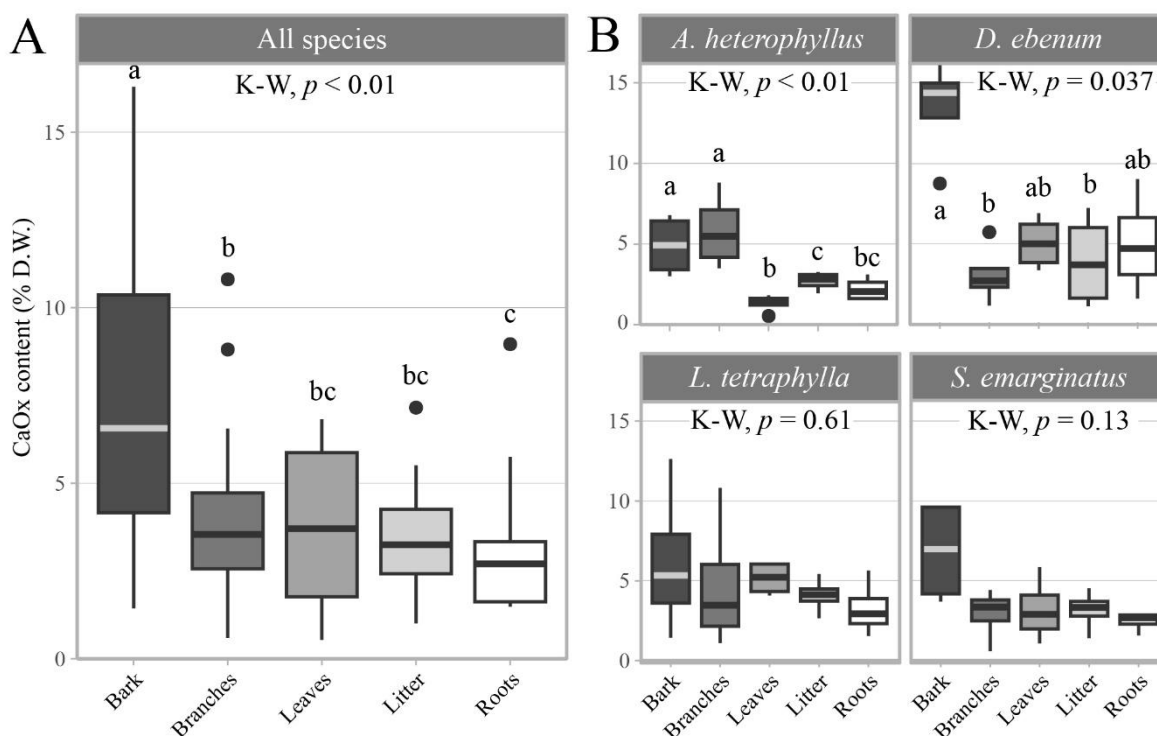 A
All species
K-W, p < 0.01
a
b
bc
bc
c
CaOx content (% D.W.)
15
10
5
0
Bark
Branches
Leaves
Litter
Roots
B
A. heterophyllus
K-W, p < 0.01
a
a
b
c
bc
15
10
5
0
D. ebenum
K-W, p = 0.037
a
b
ab
b
ab
L. tetraphylla
K-W, p = 0.61
15
10
5
0
Bark
Branches
Leaves
Litter
Roots
S. emarginatus
K-W, p = 0.13
Bark
Branches
Leaves
Litter
Roots